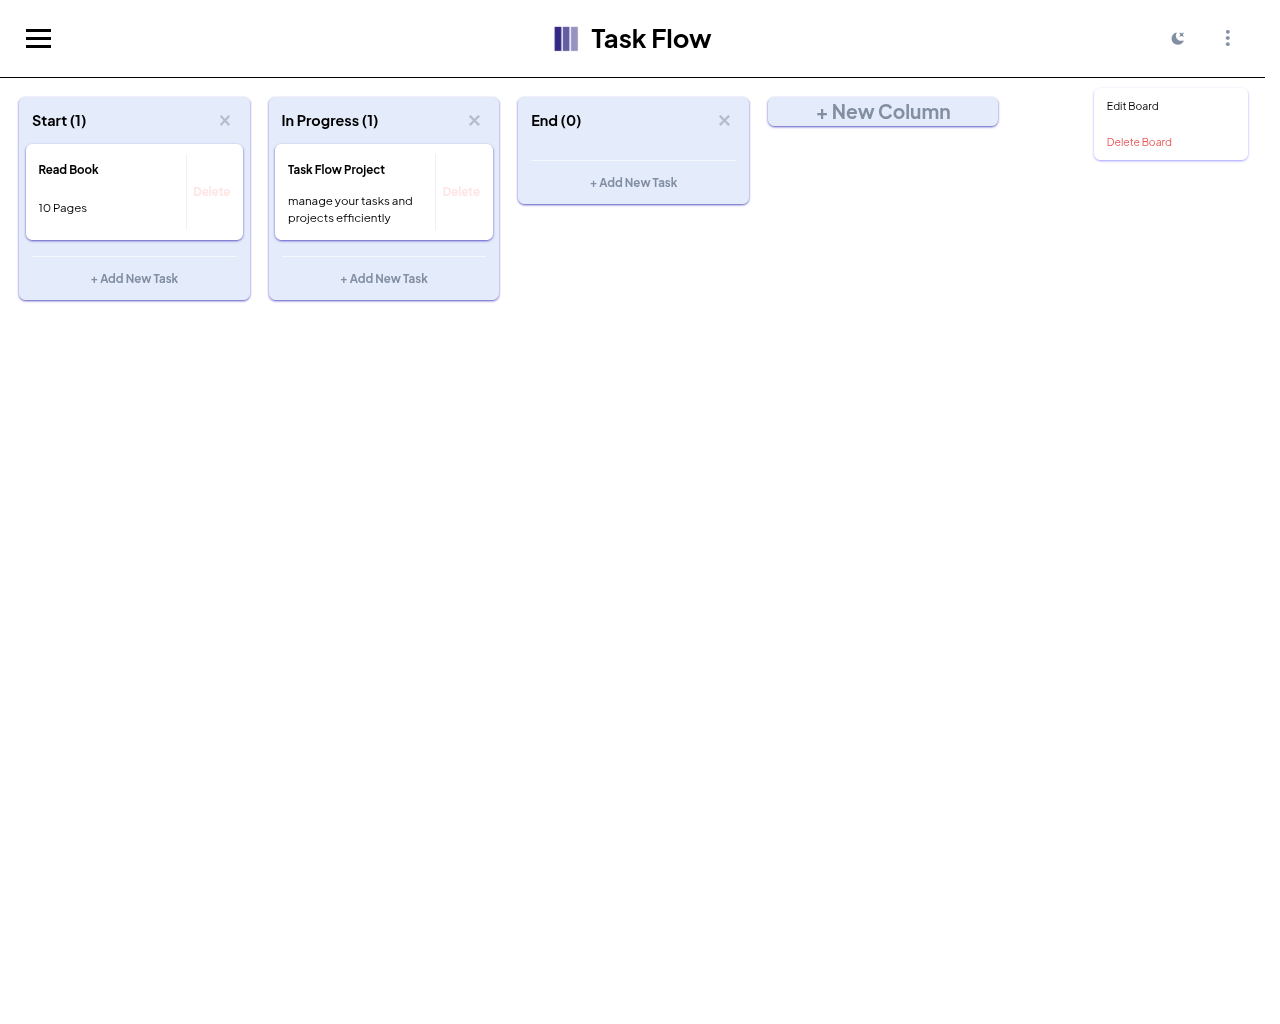 Task Flow
Start (1)
Read Book
10 Pages
Delete
+ Add New Task
In Progress (1)
Task Flow Project
manage your tasks and
projects efficiently
Delete
+ Add New Task
End (0)
+ Add New Task
+ New Column
Edit Board
Delete Board